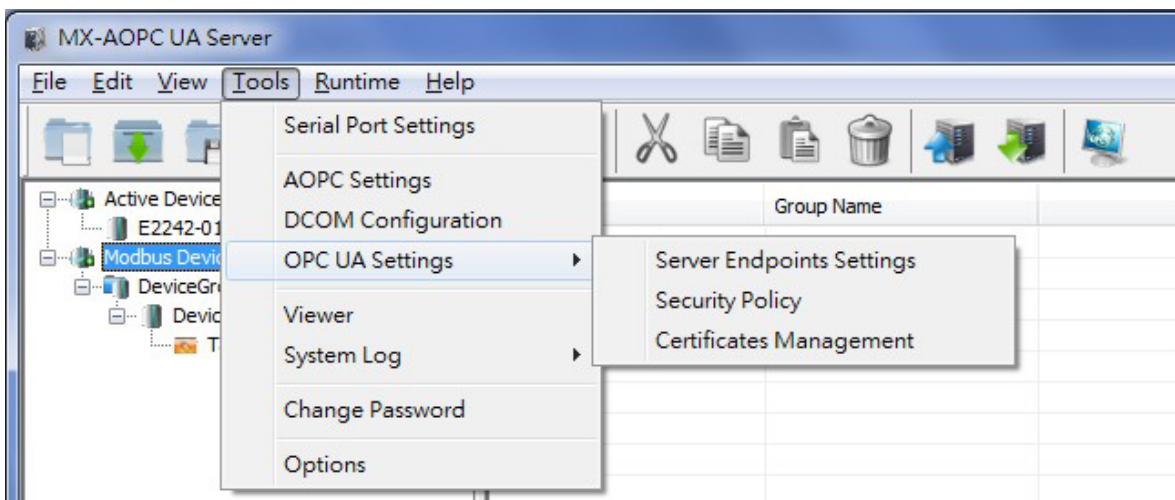 MX-AOPC UA Server
File Edit View Tools Runtime Help
Serial Port Settings
AOPC Settings
DCOM Configuration
OPC UA Settings
Viewer
System Log
Change Password
Options
Server Endpoints Settings
Security Policy
Certificates Management
Active Device
E2242-01
Modbus Devic
DeviceGr
Devic
T
Group Name